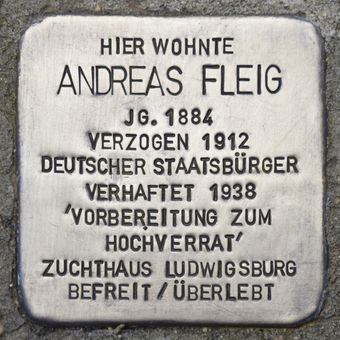 HIER WOHNTE
ANDREAS FLEIG
JG. 1884
VERZOGEN 1912
DEUTSCHER STAATSBÜRGER
VERHAFTET 1938
'VORBEREITUNG ZUM
HOCHVERRAT'
ZUCHTHAUS LUDWIGSBURG
BEFREIT / ÜBERLEBT